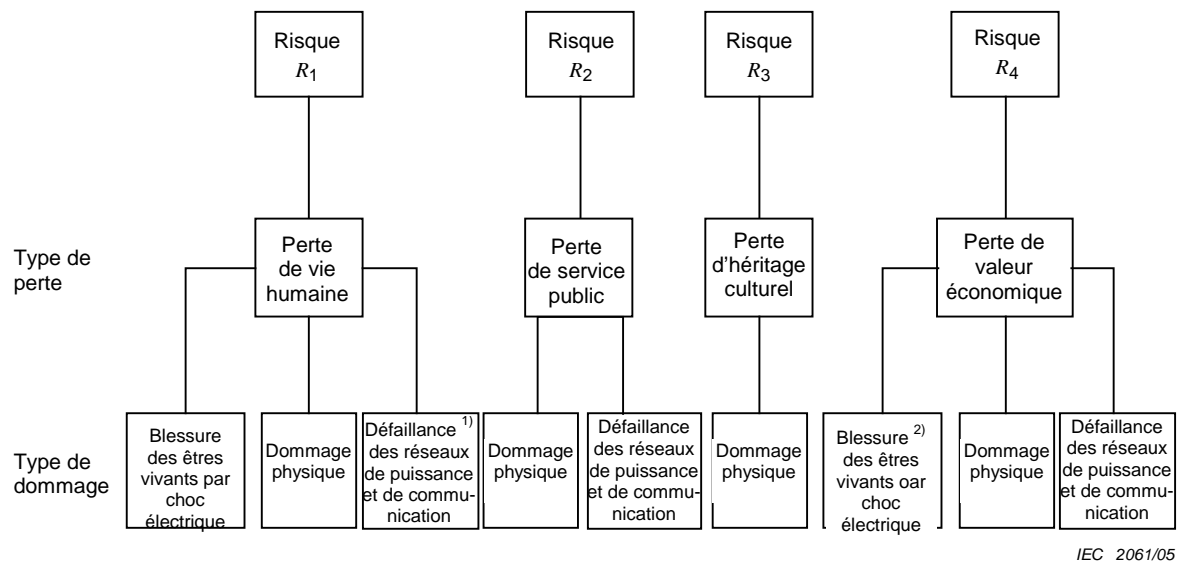 Risque
R1
Risque
R2
Risque
R3
Risque
R4
Type de
perte
Perte
de vie
humaine
Perte
de service
public
Perte
d'héritage
culturel
Perte de
valeur
économique
Type de
dommage
Blessure
des êtres
vivants par
choc
électrique
Dommage
physique
Défaillance 1)
des réseaux
de puissance
et de commu-
nication
Dommage
physique
Défaillance
des réseaux
de puissance
et de commu-
nication
Dommage
physique
Blessure 2)
des êtres
vivants oar
choc
électrique
Dommage
physique
Défaillance
des réseaux
de puissance
et de commu-
nication
IEC 2061/05